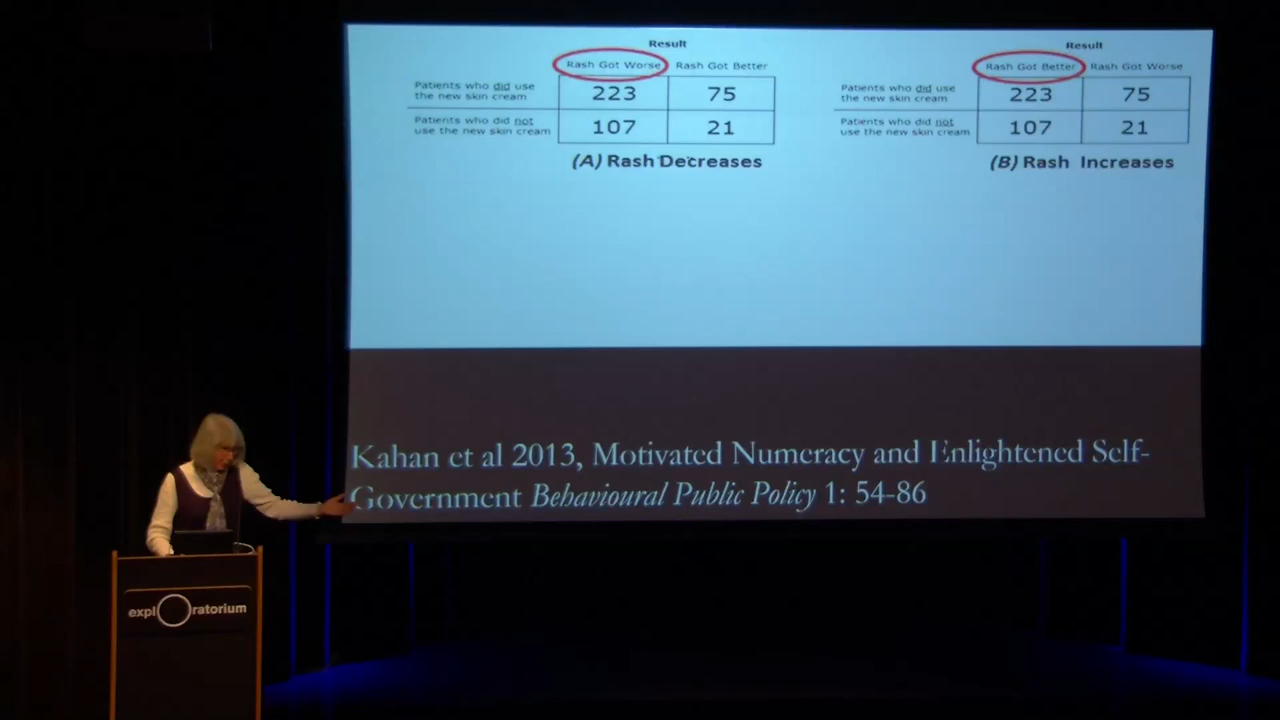 Result
Rash Got Worse Rash Got Better
Patients who did use
the new skin cream
223 75
Patients who did not
use the new skin cream
107 21
(A) Rash Decreases
Result
Rash Got Better Rash Got Worse
Patients who did use
the new skin cream
223 75
Patients who did not
use the new skin cream
107 21
(B) Rash Increases
Kahan et al 2013, Motivated Numeracy and Enlightened Self-
Government Behavioural Public Policy 1: 54-86
exploratorium